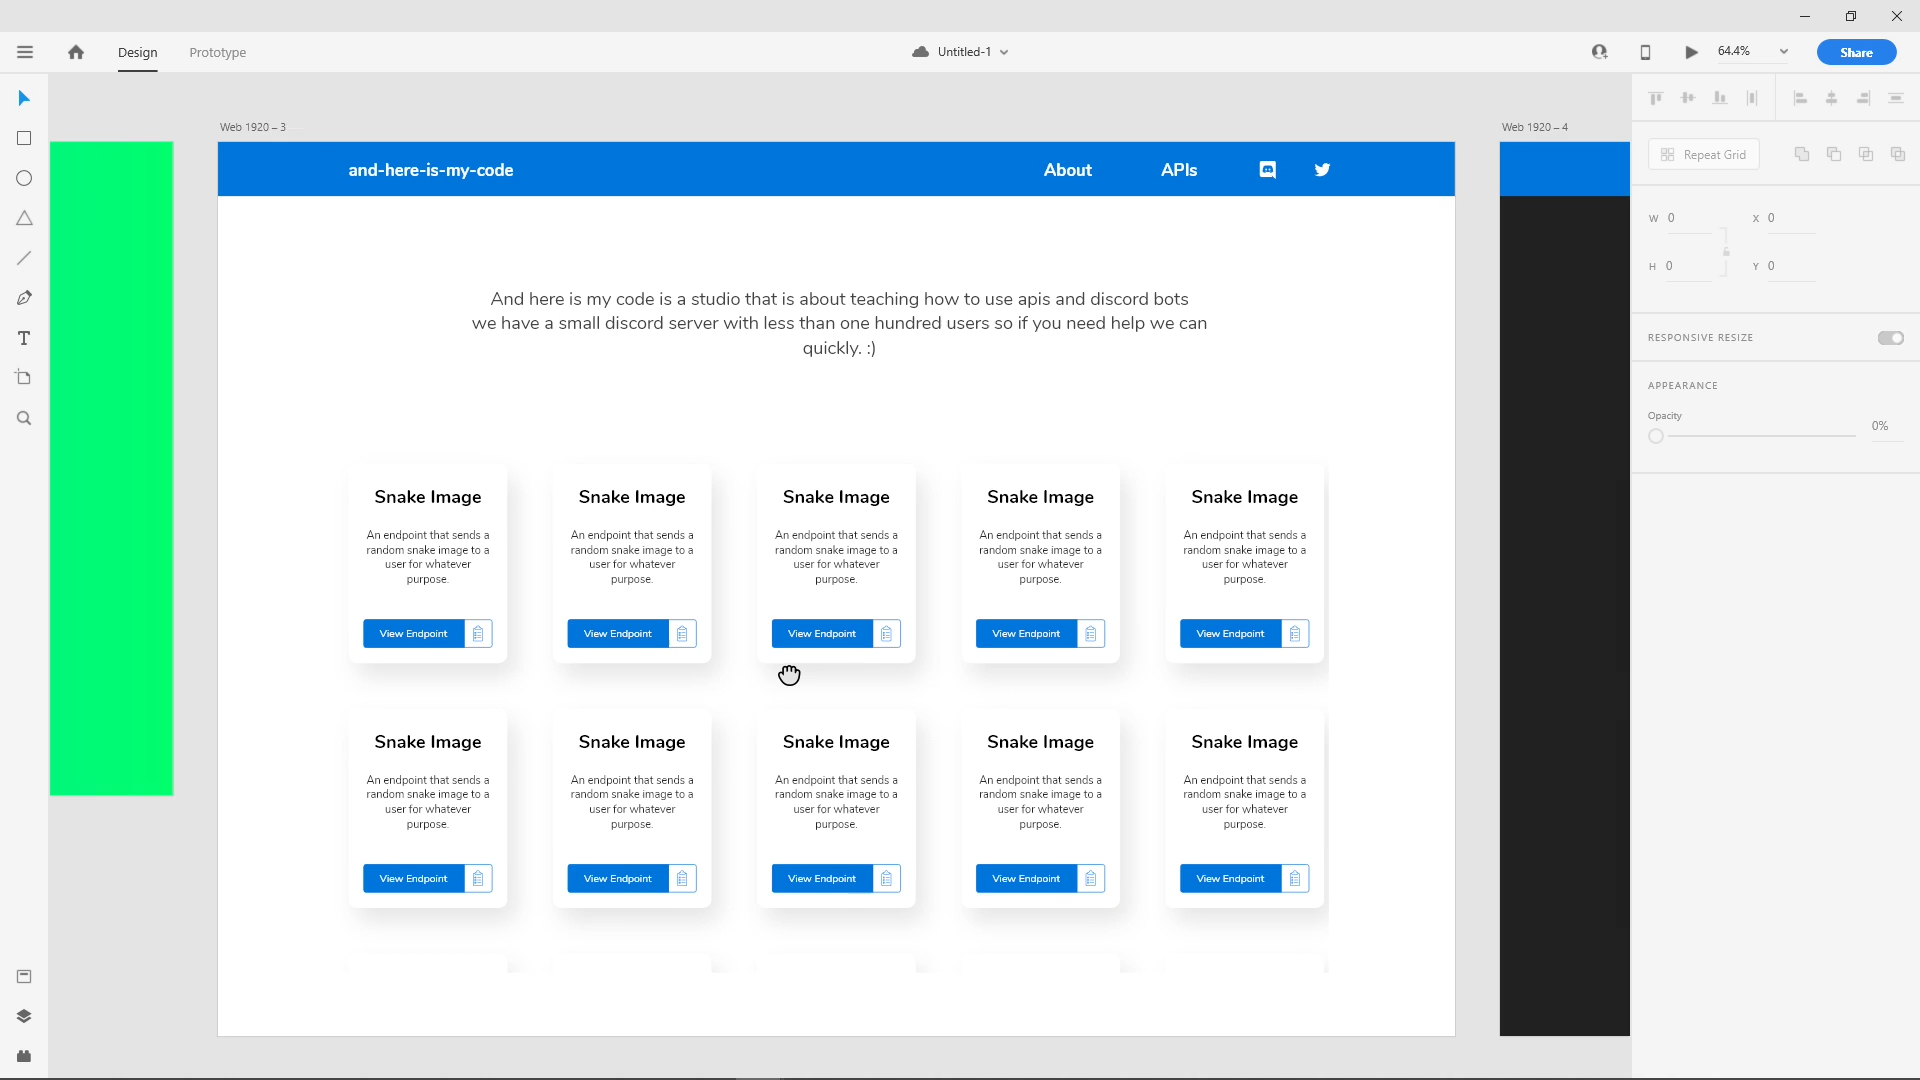 Design
Prototype
Untitled-1
64.4%
Share
Web 1920 – 3
Web 1920 – 4
and-here-is-my-code
About
APIs
Repeat Grid
W 0
X 0
H 0
Y 0
RESPONSIVE RESIZE
APPEARANCE
Opacity
0%
And here is my code is a studio that is about teaching how to use apis and discord bots
we have a small discord server with less than one hundred users so if you need help we can
quickly. :)
Snake Image
An endpoint that sends a
random snake image to a
user for whatever
purpose.
View Endpoint
Snake Image
An endpoint that sends a
random snake image to a
user for whatever
purpose.
View Endpoint
Snake Image
An endpoint that sends a
random snake image to a
user for whatever
purpose.
View Endpoint
Snake Image
An endpoint that sends a
random snake image to a
user for whatever
purpose.
View Endpoint
Snake Image
An endpoint that sends a
random snake image to a
user for whatever
purpose.
View Endpoint
Snake Image
An endpoint that sends a
random snake image to a
user for whatever
purpose.
View Endpoint
Snake Image
An endpoint that sends a
random snake image to a
user for whatever
purpose.
View Endpoint
Snake Image
An endpoint that sends a
random snake image to a
user for whatever
purpose.
View Endpoint
Snake Image
An endpoint that sends a
random snake image to a
user for whatever
purpose.
View Endpoint
Snake Image
An endpoint that sends a
random snake image to a
user for whatever
purpose.
View Endpoint